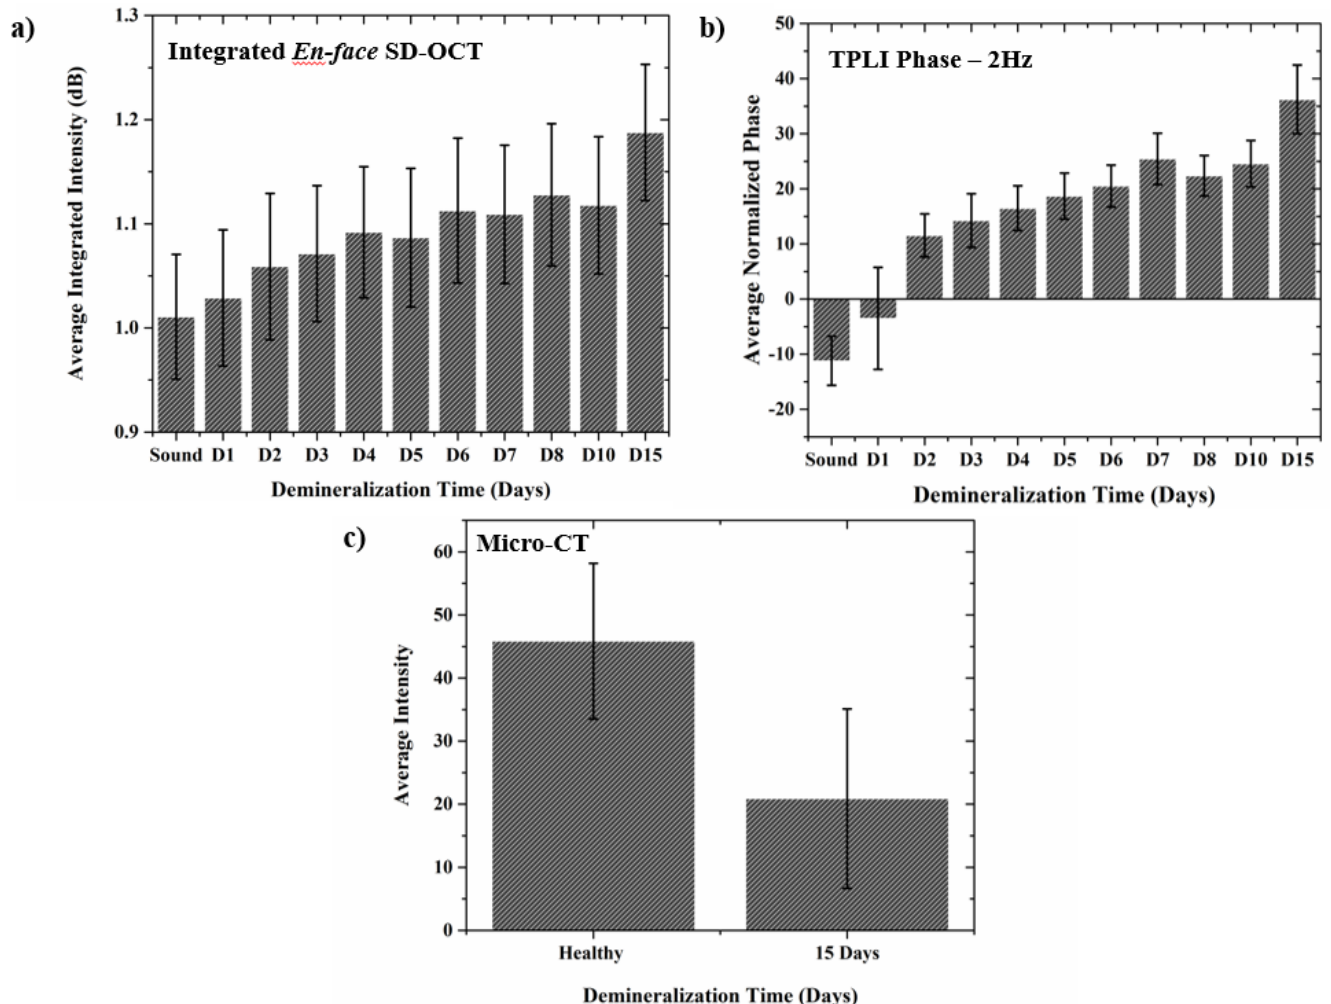 a)
Integrated En-face SD-OCT
Average Integrated Intensity (dB)
1.3
1.2
1.1
1.0
0.9
Sound D1 D2 D3 D4 D5 D6 D7 D8 D10 D15
Demineralization Time (Days)
b)
TPLI Phase – 2Hz
Average Normalized Phase
50
40
30
20
10
0
-10
-20
Sound D1 D2 D3 D4 D5 D6 D7 D8 D10 D15
Demineralization Time (Days)
c)
Micro-CT
Average Intensity
60
50
40
30
20
10
0
Healthy 15 Days
Demineralization Time (Days)